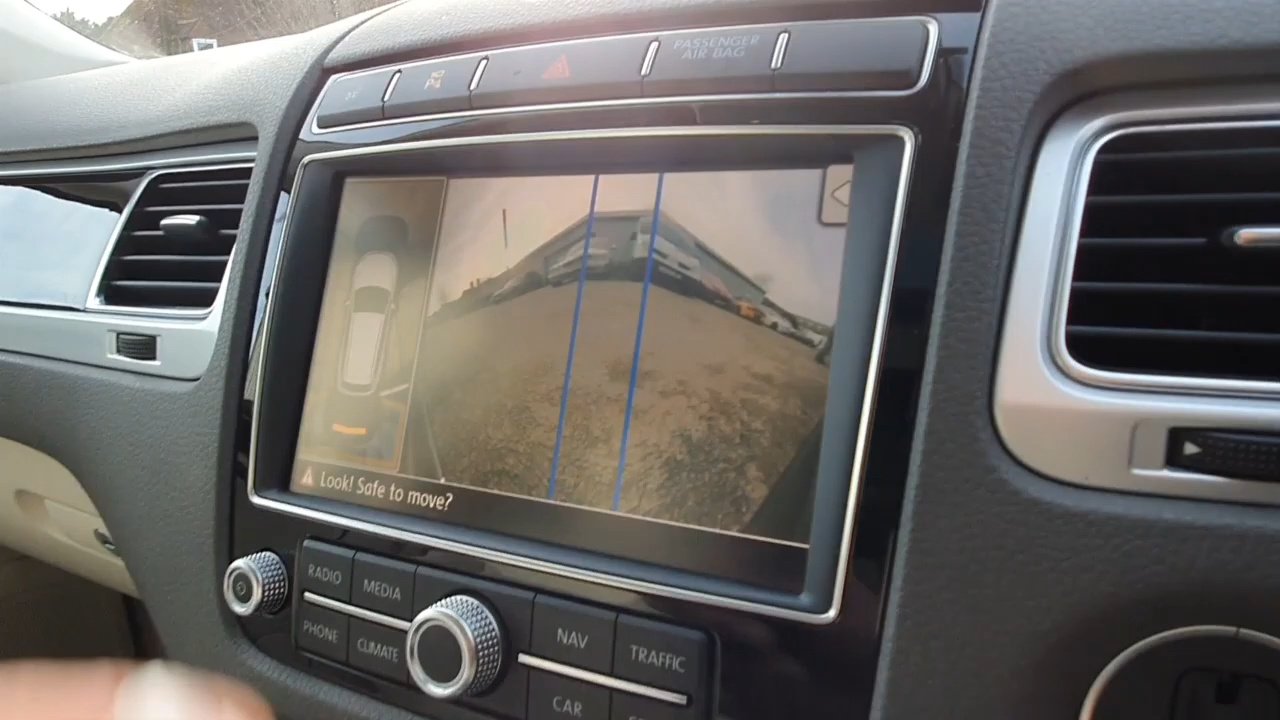 PASSENGER
AIR BAG
Look! Safe to move?
RADIO
MEDIA
PHONE
CLIMATE
NAV
TRAFFIC
CAR